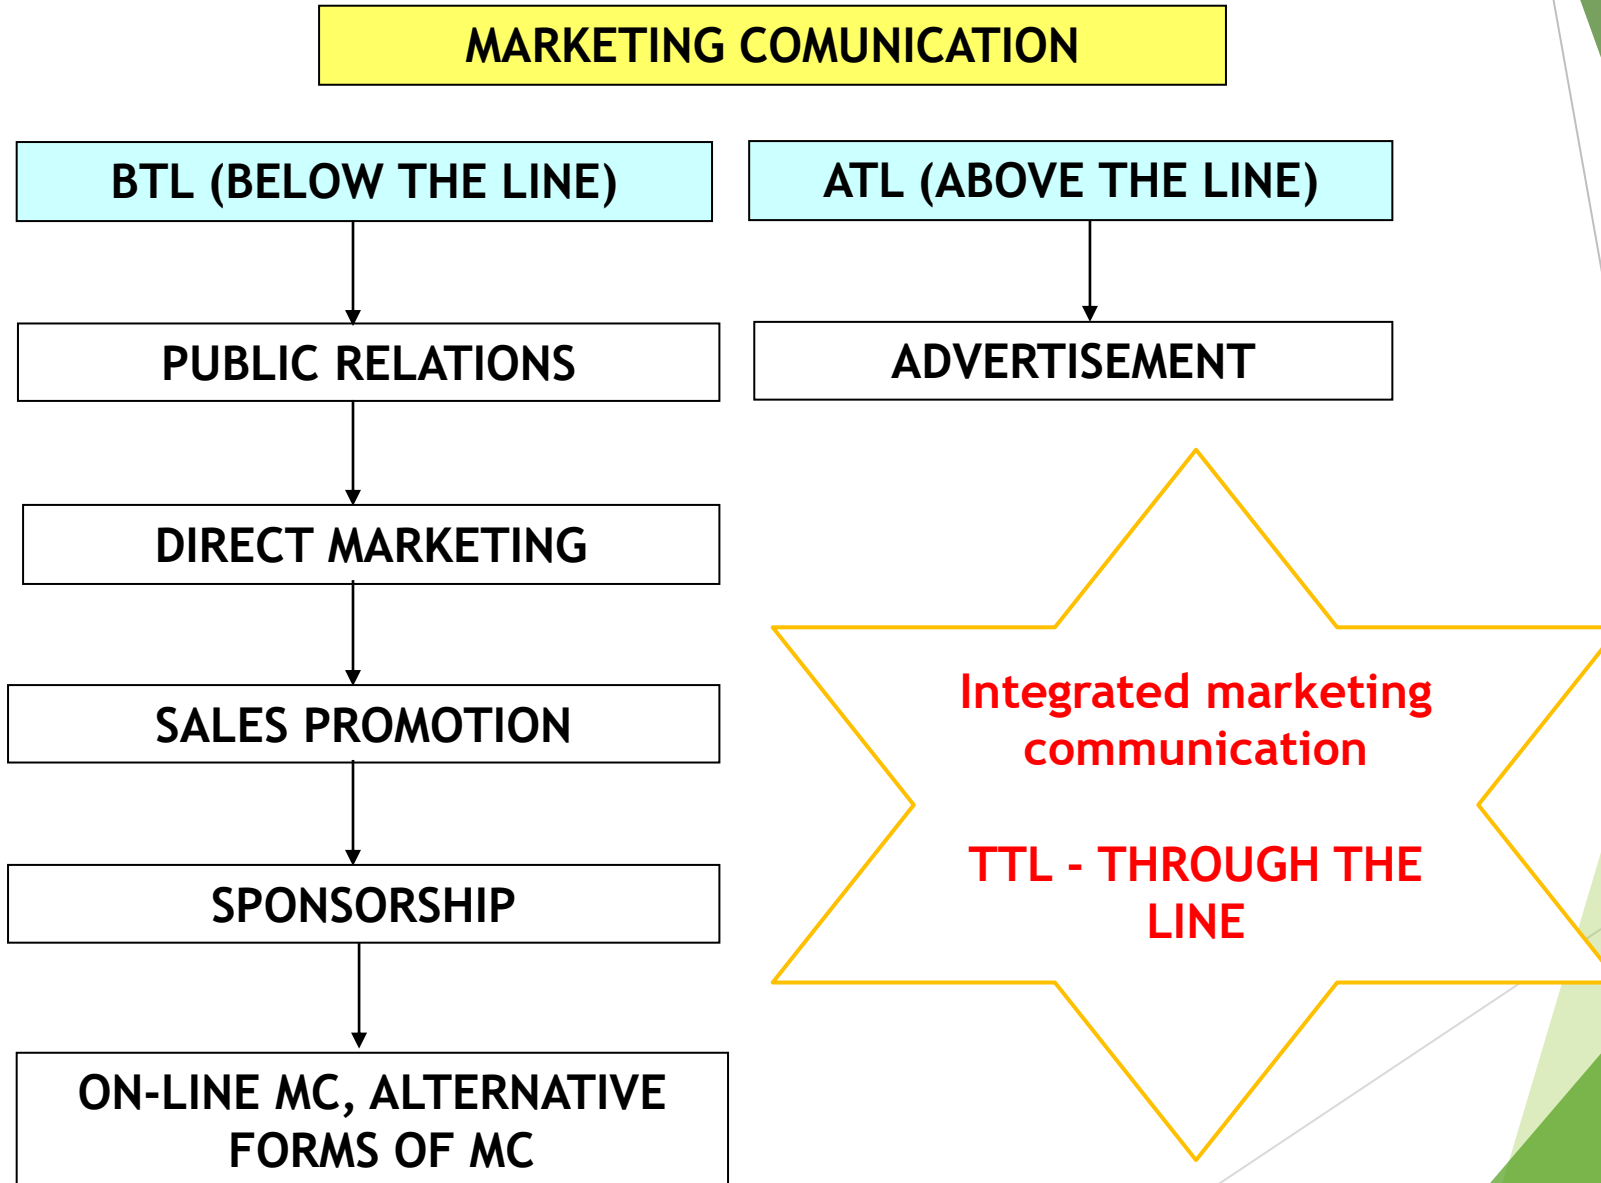 MARKETING COMUNICATION
BTL (BELOW THE LINE)
ATL (ABOVE THE LINE)
PUBLIC RELATIONS
ADVERTISEMENT
DIRECT MARKETING
SALES PROMOTION
SPONSORSHIP
ON-LINE MC, ALTERNATIVE
FORMS OF MC
Integrated marketing
communication
TTL - THROUGH THE
LINE